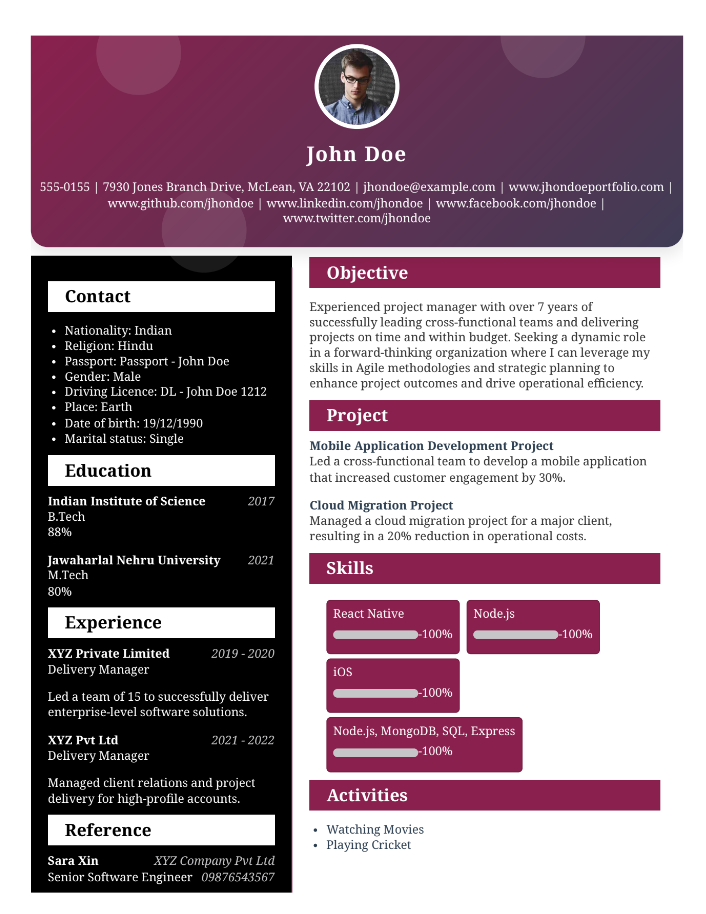 John Doe
555-0155 | 7930 Jones Branch Drive, McLean, VA 22102 | jhondoe@example.com | www.jhondoeportfolio.com |
www.github.com/jhondoe | www.linkedin.com/jhondoe | www.facebook.com/jhondoe |
www.twitter.com/jhondoe
Contact
• Nationality: Indian
• Religion: Hindu
• Passport: Passport - John Doe
• Gender: Male
• Driving Licence: DL - John Doe 1212
• Place: Earth
• Date of birth: 19/12/1990
• Marital status: Single
Education
Indian Institute of Science 2017
B.Tech
88%
Jawaharlal Nehru University 2021
M.Tech
80%
Experience
XYZ Private Limited 2019 - 2020
Delivery Manager
Led a team of 15 to successfully deliver
enterprise-level software solutions.
XYZ Pvt Ltd 2021 - 2022
Delivery Manager
Managed client relations and project
delivery for high-profile accounts.
Reference
Sara Xin XYZ Company Pvt Ltd
Senior Software Engineer 09876543567
Objective
Experienced project manager with over 7 years of
successfully leading cross-functional teams and delivering
projects on time and within budget. Seeking a dynamic role
in a forward-thinking organization where I can leverage my
skills in Agile methodologies and strategic planning to
enhance project outcomes and drive operational efficiency.
Project
Mobile Application Development Project
Led a cross-functional team to develop a mobile application
that increased customer engagement by 30%.
Cloud Migration Project
Managed a cloud migration project for a major client,
resulting in a 20% reduction in operational costs.
Skills
React Native
-100%
Node.js
-100%
iOS
-100%
Node.js, MongoDB, SQL, Express
-100%
Activities
• Watching Movies
• Playing Cricket